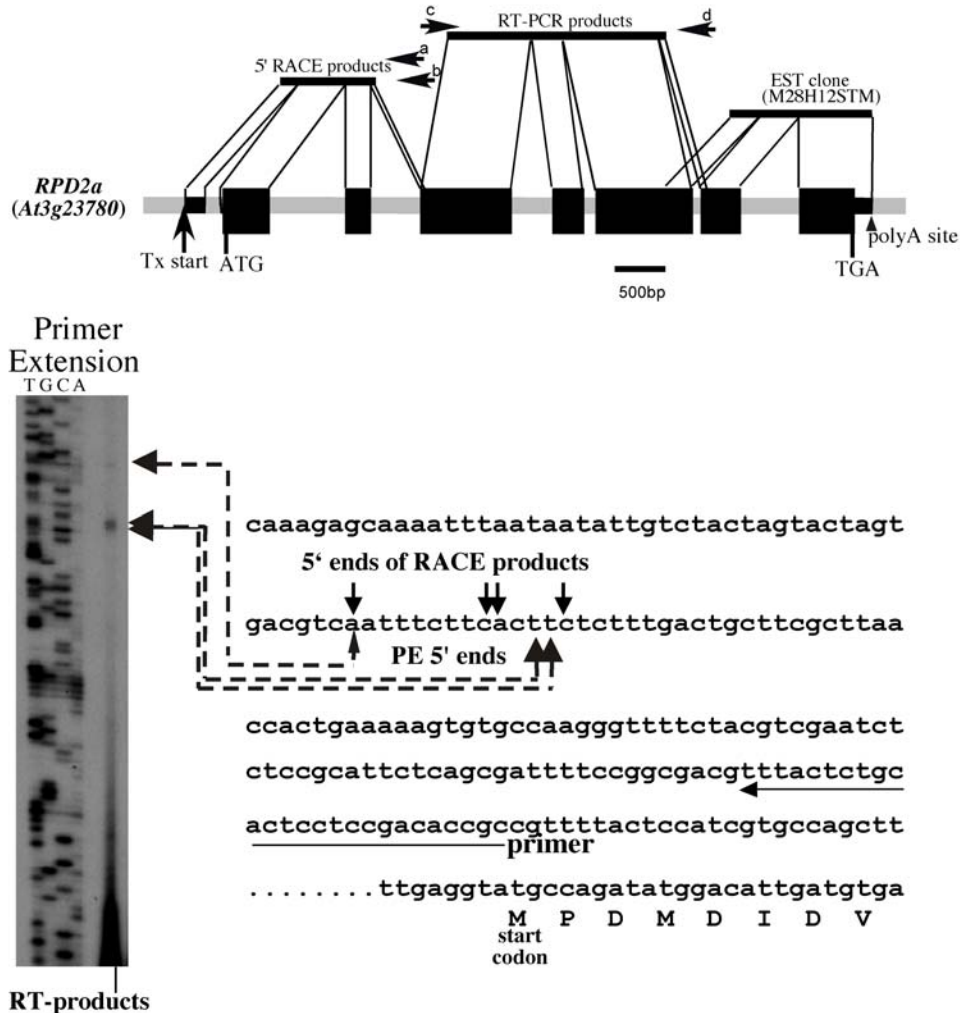 c
RT-PCR products
d
a
5' RACE products
b
EST clone
(M28H12STM)
RPD2a
(At3g23780)
Tx start
ATG
polyA site
TGA
500bp
Primer
Extension
T G C A
caaagagcaaaatttaataatattgtctactagtactagt
5' ends of RACE products
gacgtcaatttcttcacttctctttgactgcttcgcttaa
PE 5' ends
ccactgaaaaagtgtgccaagggttttctacgtcgaatct
ctccgcattctcagcgattttccggcgacgtttactctgc
actcctccgacaccgccgttttactccatcgtgccagctt
primer
........ttgaggtatgccagatatggacattgatgtga
M P D M D I D V
start
codon
RT-products